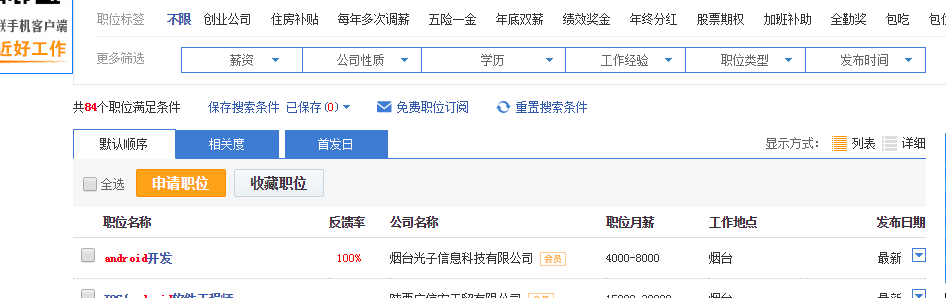 职位标签 不限 创业公司 住房补贴 每年多次调薪 五险一金 年底双薪 绩效奖金 年终分红 股票期权 加班补助 全勤奖 包吃
联手机客户端
近好工作
更多筛选 薪资 公司性质 学历 工作经验 职位类型 发布时间
共84个职位满足条件 保存搜索条件 已保存(0) 免费职位订阅 重置搜索条件
默认顺序 相关度 首发日 显示方式: 列表 详细
全选 申请职位 收藏职位
职位名称 反馈率 公司名称 职位月薪 工作地点 发布日期
android开发 100% 烟台光子信息科技有限公司 会员 4000-8000 烟台 最新